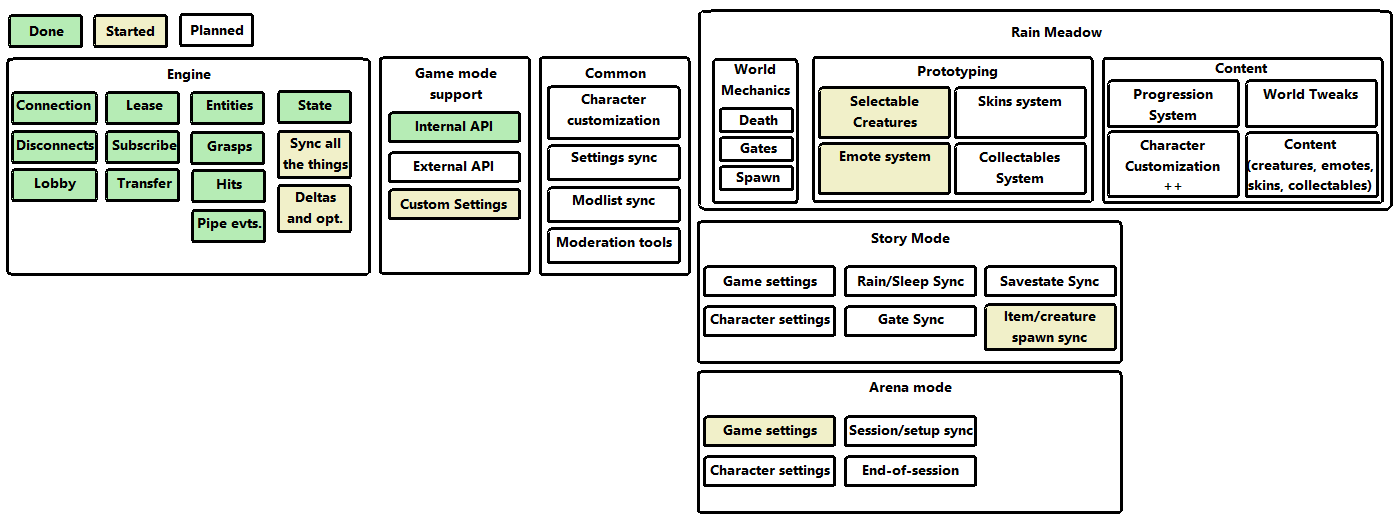 Done
Started
Planned
Engine
Connection
Lease
Entities
State
Disconnects
Subscribe
Grasps
Sync all
the things
Lobby
Transfer
Hits
Deltas
and opt.
Pipe evts.
Game mode
support
Internal API
External API
Custom Settings
Common
Character
customization
Settings sync
Modlist sync
Moderation tools
Rain Meadow
World
Mechanics
Death
Gates
Spawn
Prototyping
Selectable
Creatures
Skins system
Emote system
Collectables
System
Content
Progression
System
World Tweaks
Character
Customization
++
Content
(creatures, emotes,
skins, collectables)
Story Mode
Game settings
Rain/Sleep Sync
Savestate Sync
Character settings
Gate Sync
Item/creature
spawn sync
Arena mode
Game settings
Session/setup sync
Character settings
End-of-session